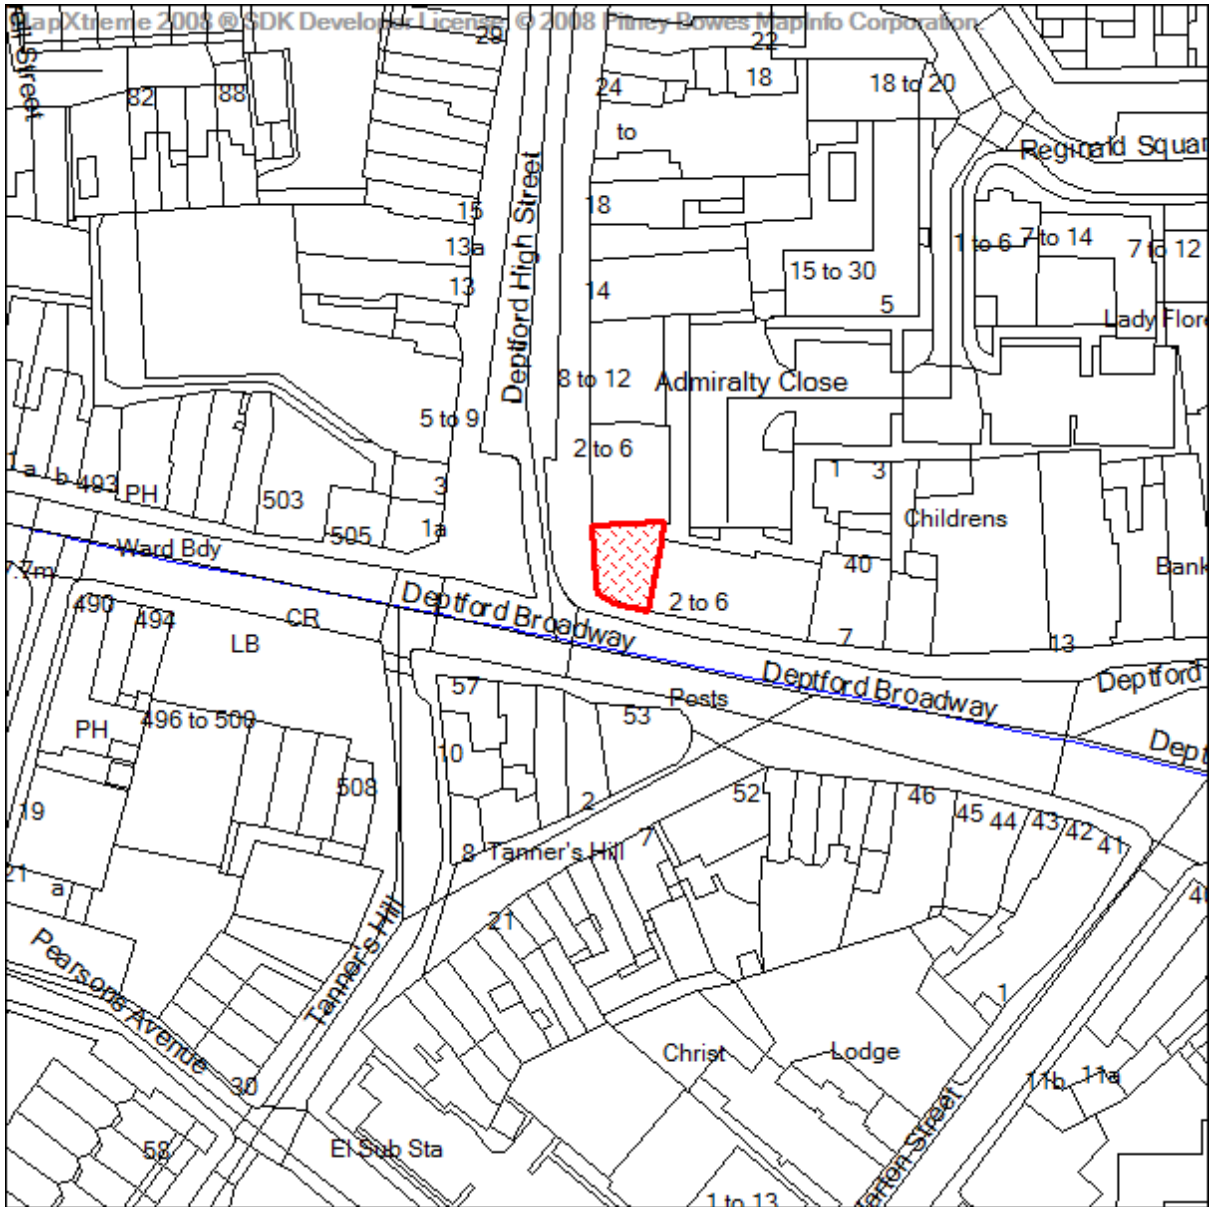 MapXtreme 2008 ® SDK Developer License. © 2008 Pitney Bowes MapInfo Corporation.
29
22
24
18
18 to 20
82
88
to
Reginald Squar
Deptford High Street
15
18
13a
1 to 6
7 to 14
7 to 12
15 to 30
13
14
5
Lady Flore
8 to 12
Admiralty Close
5 to 9
2 to 6
1
a
b
493
PH
503
3
1
3
505
1a
Childrens
Ward Bdy
40
Bank
7.7m
490
494
CR
LB
Deptford Broadway
2 to 6
7
13
Deptford Broadway
Deptford
57
Posts
53
PH
496 to 508
10
Dept
508
2
52
46
45
44
43
42
41
19
8
Tanner's Hill
7
21
a
21
Tanner's Hill
Pearsons Avenue
1
Christ
Lodge
30
11b
11a
58
El Sub Sta
1 to 13